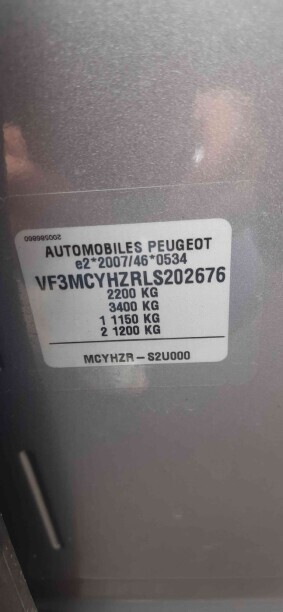 2005868660
AUTOMOBILES PEUGEOT
e2*2007/46*0534
VF3MCYHZRLS202676
2200 KG
3400 KG
1 1150 KG
2 1200 KG
MCYHZR - S2U000